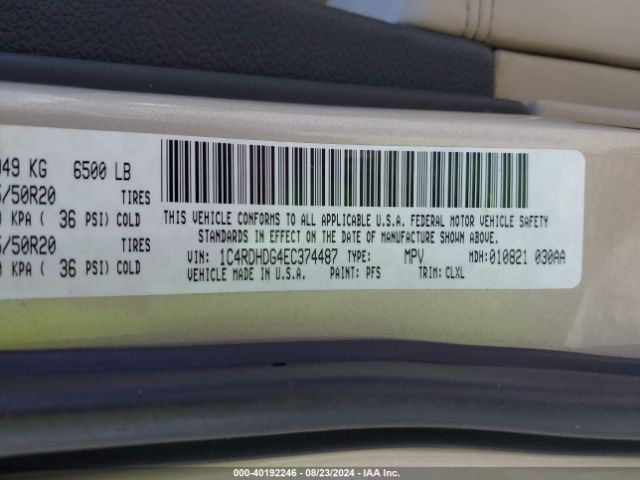 049 KG 6500 LB
/50R20 TIRES
KPA ( 36 PSI) COLD
/50R20 TIRES
KPA ( 36 PSI) COLD
THIS VEHICLE CONFORMS TO ALL APPLICABLE U.S.A. FEDERAL MOTOR VEHICLE SAFETY
STANDARDS IN EFFECT ON THE DATE OF MANUFACTURE SHOWN ABOVE.
VIN: 1C4RDHDG4EC374487 TYPE: MPV MDH:010821 030AA
VEHICLE MADE IN U.S.A. PAINT: PFS TRIM: CLXL
000-40192246 - 08/23/2024 - IAA Inc.